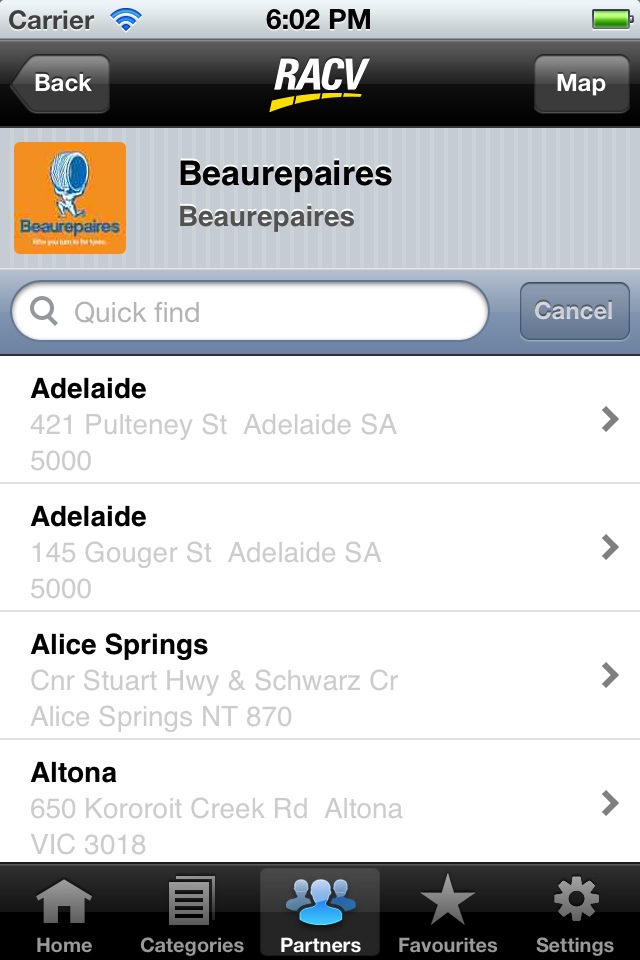 Carrier 6:02 PM
Back RACV Map
Beaurepaires
Beaurepaires
Beaurepaires
Quick find Cancel
Adelaide
421 Pulteney St  Adelaide SA
5000
Adelaide
145 Gouger St  Adelaide SA
5000
Alice Springs
Cnr Stuart Hwy & Schwarz Cr
Alice Springs NT 870
Altona
650 Kororoit Creek Rd  Altona
VIC 3018
Home Categories Partners Favourites Settings